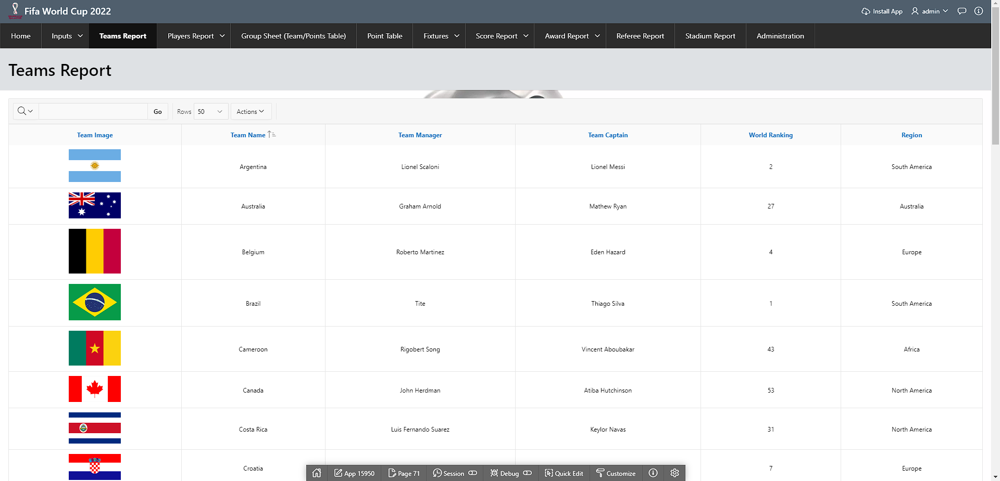 Fifa World Cup 2022
Install App admin
Home Inputs Teams Report Players Report Group Sheet (Team/Points Table) Point Table Fixtures Score Report Award Report Referee Report Stadium Report Administration
Teams Report
Go Rows 50 Actions
Team Image Team Name Team Manager Team Captain World Ranking Region
Argentina Lionel Scaloni Lionel Messi 2 South America
Australia Graham Arnold Mathew Ryan 27 Australia
Belgium Roberto Martinez Eden Hazard 4 Europe
Brazil Tite Thiago Silva 1 South America
Cameroon Rigobert Song Vincent Aboubakar 43 Africa
Canada John Herdman Atiba Hutchinson 53 North America
Costa Rica Luis Fernando Suarez Keylor Navas 31 North America
Croatia 7 Europe
App 15950 Page 71 Session Debug Quick Edit Customize